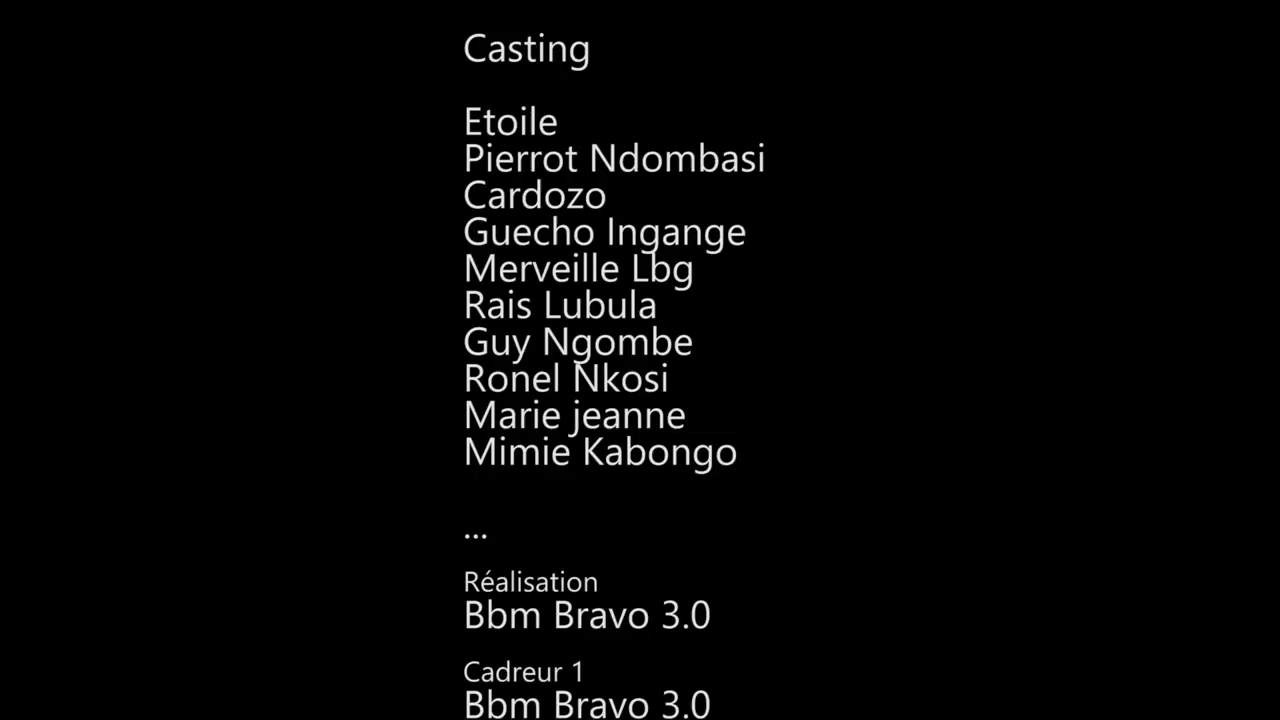 Casting
Etoile
Pierrot Ndombasi
Cardozo
Guecho Ingange
Merveille Lbg
Rais Lubula
Guy Ngombe
Ronel Nkosi
Marie jeanne
Mimie Kabongo
...
Réalisation
Bbm Bravo 3.0
Cadreur 1
Bbm Bravo 3.0